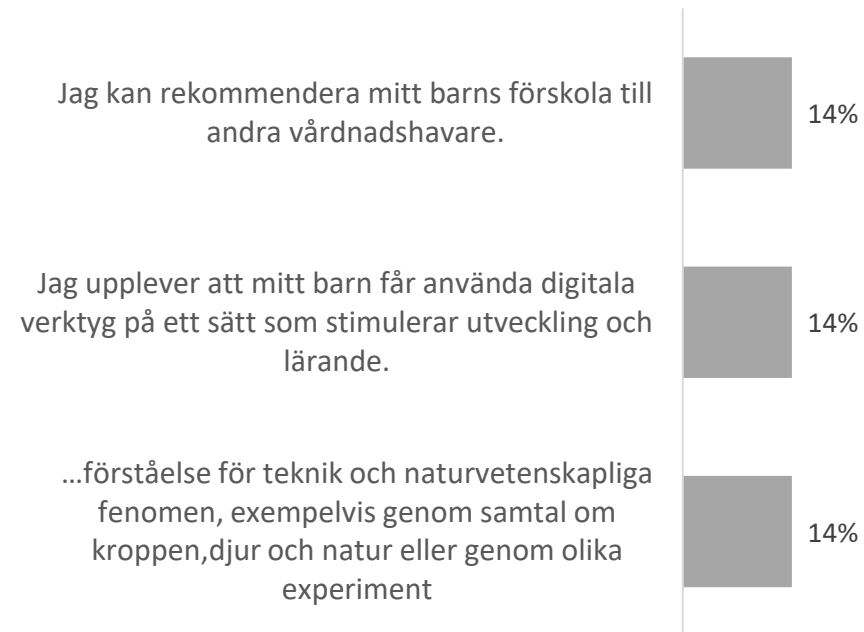 Jag kan rekommendera mitt barns förskola till
andra vårdnadshavare.
14%
Jag upplever att mitt barn får använda digitala
verktyg på ett sätt som stimulerar utveckling och
lärande.
14%
...förståelse för teknik och naturvetenskapliga
fenomen, exempelvis genom samtal om
kroppen,djur och natur eller genom olika
experiment
14%